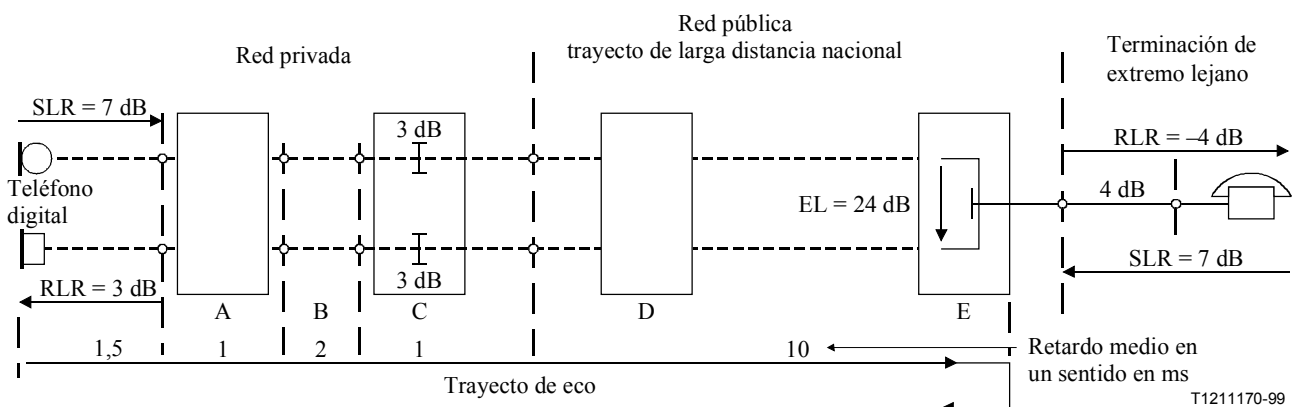 Red privada
Red pública
trayecto de larga distancia nacional
Terminación de
extremo lejano
SLR = 7 dB
3 dB
RLR = –4 dB
Teléfono
digital
EL = 24 dB
4 dB
3 dB
RLR = 3 dB
SLR = 7 dB
A
B
C
D
E
1,5
1
2
1
10
Retardo medio en
un sentido en ms
Trayecto de eco
T1211170-99